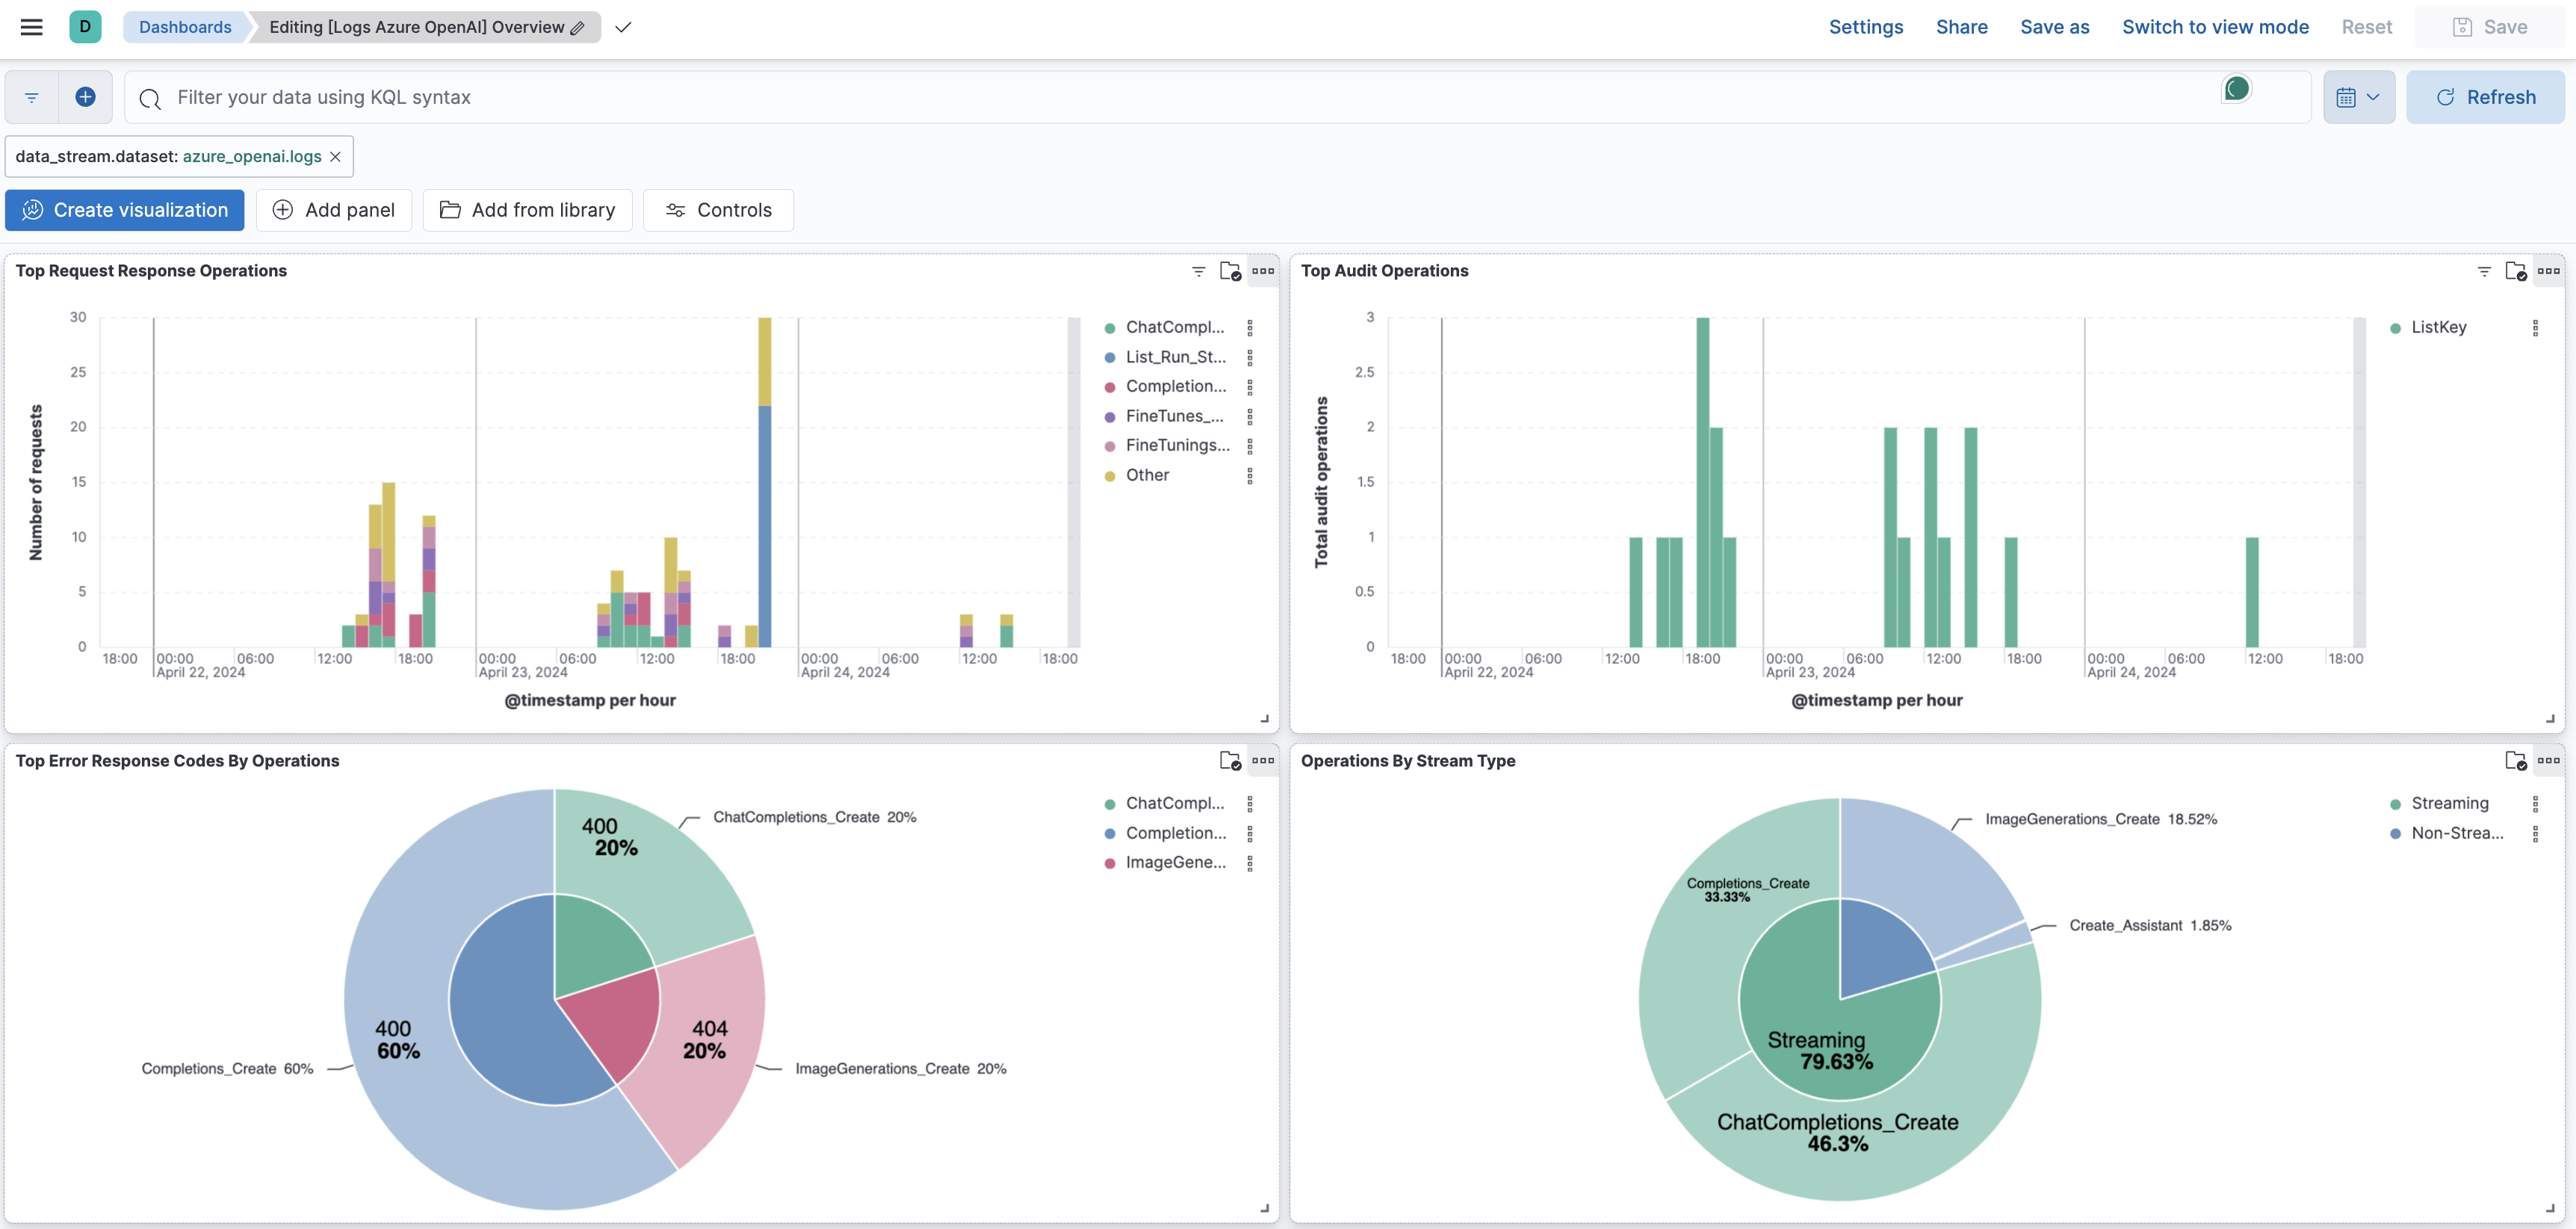 D Dashboards Editing [Logs Azure OpenAI] Overview Settings Share Save as Switch to view mode Reset Save
Filter your data using KQL syntax Refresh
data_stream.dataset: azure_openai.logs
Create visualization Add panel Add from library Controls
Top Request Response Operations
30
25
20
15
10
5
0
Number of requests
18:00 00:00 06:00 12:00 18:00 00:00 06:00 12:00 18:00 00:00 06:00 12:00 18:00
April 22, 2024 April 23, 2024 April 24, 2024
@timestamp per hour
ChatCompl...
List_Run_St...
Completion...
FineTunes_...
FineTunings...
Other
Top Audit Operations
3
2.5
2
1.5
1
0.5
0
Total audit operations
18:00 00:00 06:00 12:00 18:00 00:00 06:00 12:00 18:00 00:00 06:00 12:00 18:00
April 22, 2024 April 23, 2024 April 24, 2024
@timestamp per hour
ListKey
Top Error Response Codes By Operations
400
20%
ChatCompletions_Create 20%
400
60%
Completions_Create 60%
404
20%
ImageGenerations_Create 20%
ChatCompl...
Completion...
ImageGene...
Operations By Stream Type
ImageGenerations_Create 18.52%
Completions_Create
33.33%
Create_Assistant 1.85%
Streaming
79.63%
ChatCompletions_Create
46.3%
Streaming
Non-Strea...